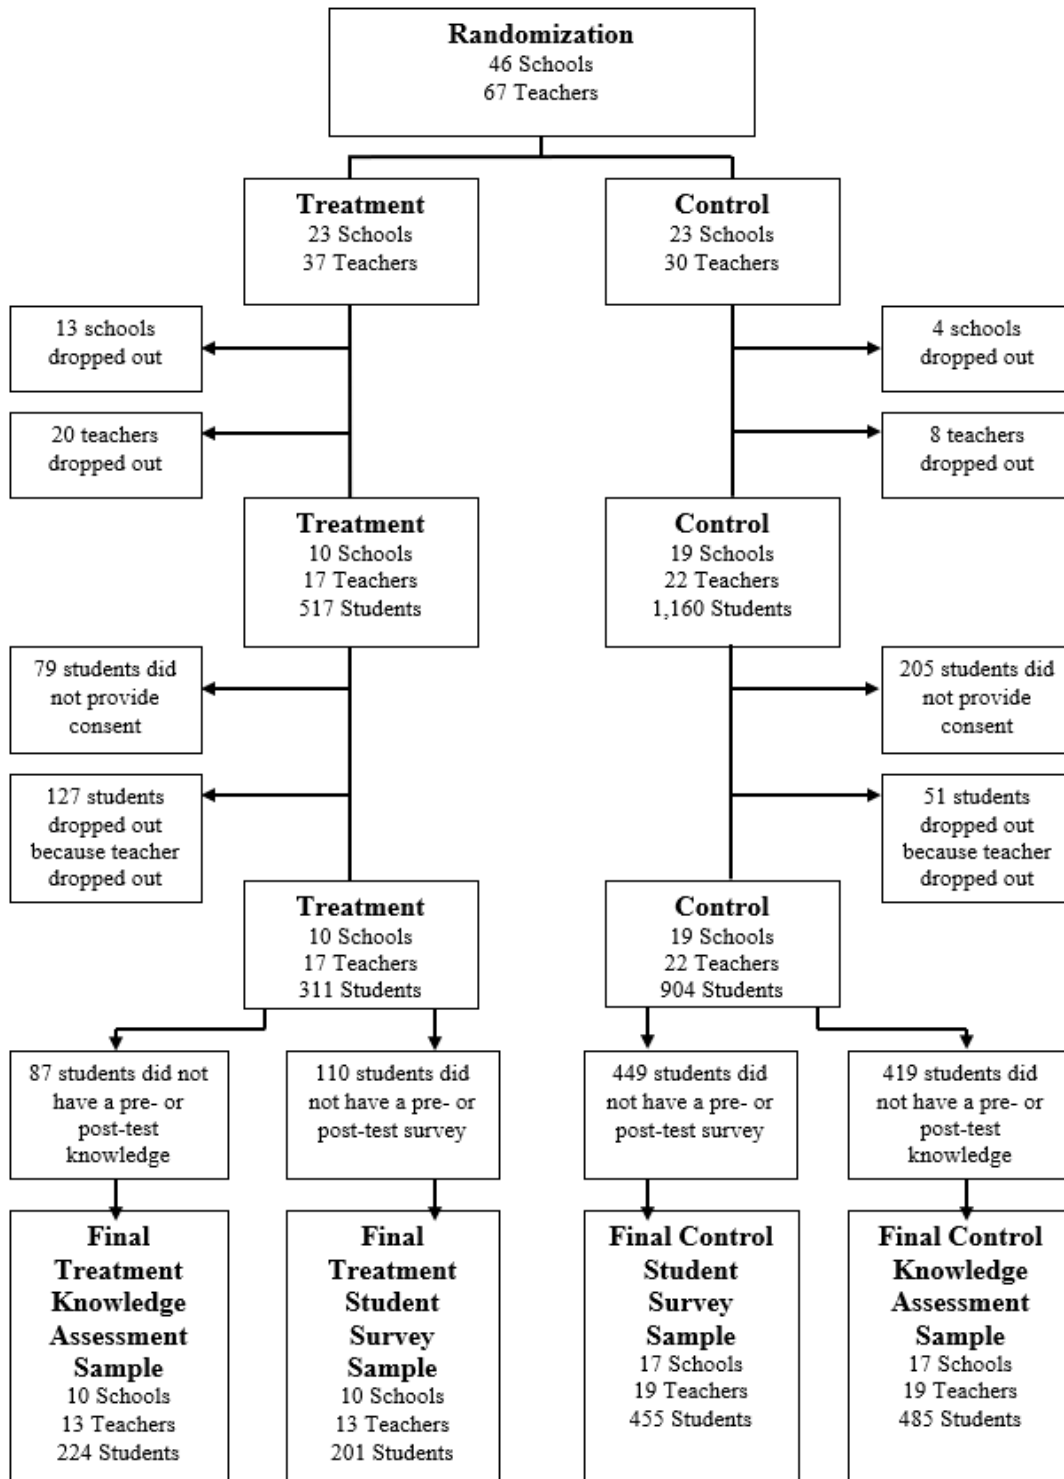 Randomization
46 Schools
67 Teachers
Treatment
23 Schools
37 Teachers
Control
23 Schools
30 Teachers
13 schools
dropped out
4 schools
dropped out
20 teachers
dropped out
8 teachers
dropped out
Treatment
10 Schools
17 Teachers
517 Students
Control
19 Schools
22 Teachers
1,160 Students
79 students did
not provide
consent
205 students did
not provide
consent
127 students
dropped out
because teacher
dropped out
51 students
dropped out
because teacher
dropped out
Treatment
10 Schools
17 Teachers
311 Students
Control
19 Schools
22 Teachers
904 Students
87 students did not
have a pre- or
post-test
knowledge
110 students did
not have a pre- or
post-test survey
449 students did
not have a pre- or
post-test survey
419 students did
not have a pre- or
post-test
knowledge
Final
Treatment
Knowledge
Assessment
Sample
10 Schools
13 Teachers
224 Students
Final
Treatment
Student
Survey
Sample
10 Schools
13 Teachers
201 Students
Final Control
Student
Survey
Sample
17 Schools
19 Teachers
455 Students
Final Control
Knowledge
Assessment
Sample
17 Schools
19 Teachers
485 Students